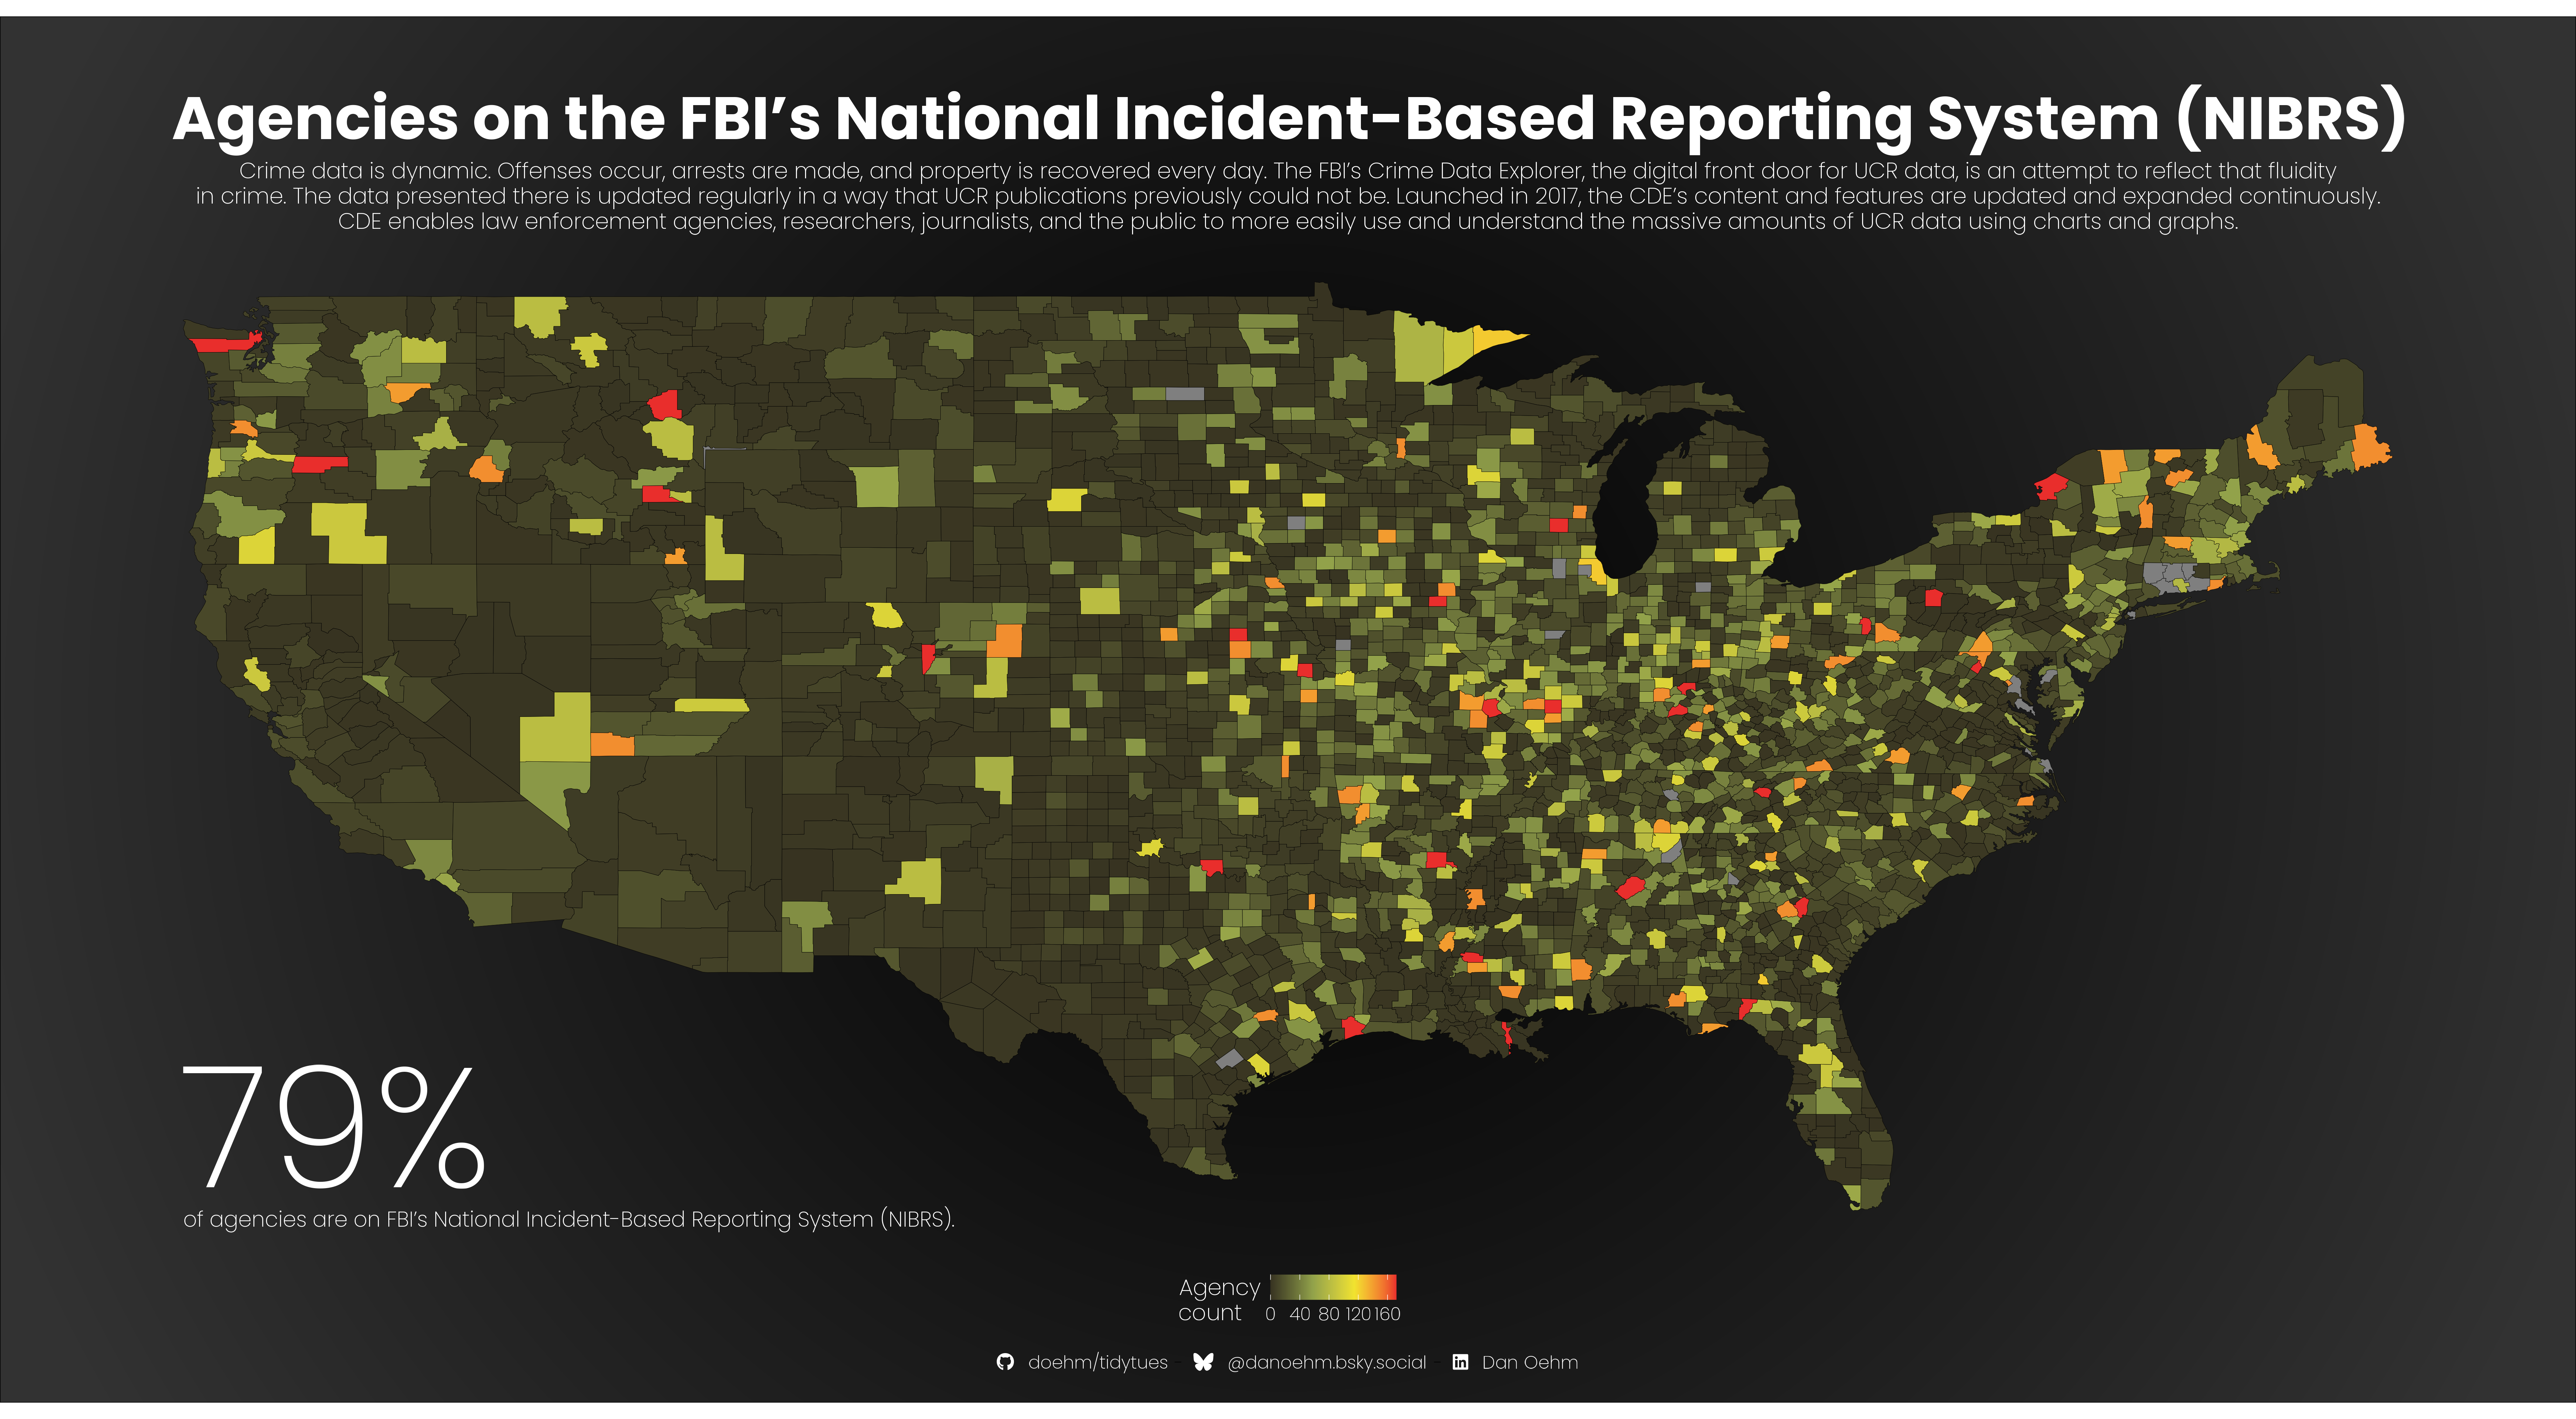 Agencies on the FBI’s National Incident-Based Reporting System (NIBRS)
Crime data is dynamic. Offenses occur, arrests are made, and property is recovered every day. The FBI’s Crime Data Explorer, the digital front door for UCR data, is an attempt to reflect that fluidity
in crime. The data presented there is updated regularly in a way that UCR publications previously could not be. Launched in 2017, the CDE’s content and features are updated and expanded continuously.
CDE enables law enforcement agencies, researchers, journalists, and the public to more easily use and understand the massive amounts of UCR data using charts and graphs.
79%
of agencies are on FBI’s National Incident-Based Reporting System (NIBRS).
Agency
count
0 40 80 120 160
doehm/tidytues @danoehm.bsky.social Dan Oehm